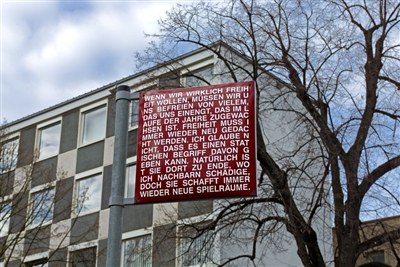 WENN WIR WIRKLICH FREIH
EIT WOLLEN, MÜSSEN WIR U
NS BEFREIEN VON VIELEM,
DAS UNS EINENGT, DAS IM L
AUFE DER JAHRE ZUGEWAC
HSEN IST. FREIHEIT MUSS I
MMER WIEDER NEU GEDAC
HT WERDEN, ICH GLAUBE N
ICHT, DASS ES EINEN STAT
ISCHEN BEGRIFF DAVON G
EBEN KANN. NATÜRLICH IS
T SIE DORT ZU ENDE, WO
ICH NACHBARN SCHÄDIGE,
DOCH SIE SCHAFFT IMMER
WIEDER NEUE SPIELRÄUME.